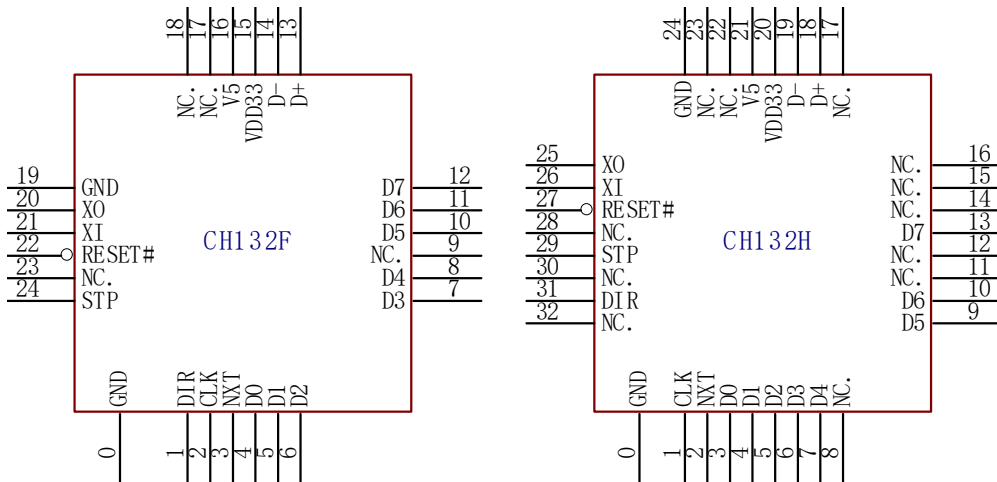 18 17 16 15 14 13
NC. NC. V5 VDD33 D- D+
19 GND
20 XO
21 XI
22 RESET#
23 NC.
24 STP
CH132F
D7 12
D6 11
D5 10
NC. 9
D4 8
D3 7
GND DIR CLK NXT D0 D1 D2
0 1 2 3 4 5 6
24 23 22 21 20 19 18 17
GND NC. NC. V5 VDD33 D- D+ NC.
25 XO
26 XI
27 RESET#
28 NC.
29 STP
30 NC.
31 DIR
32 NC.
CH132H
NC. 16
NC. 15
NC. 14
D7 13
NC. 12
NC. 11
D6 10
D5 9
GND CLK NXT D0 D1 D2 D3 D4 NC.
0 1 2 3 4 5 6 7 8